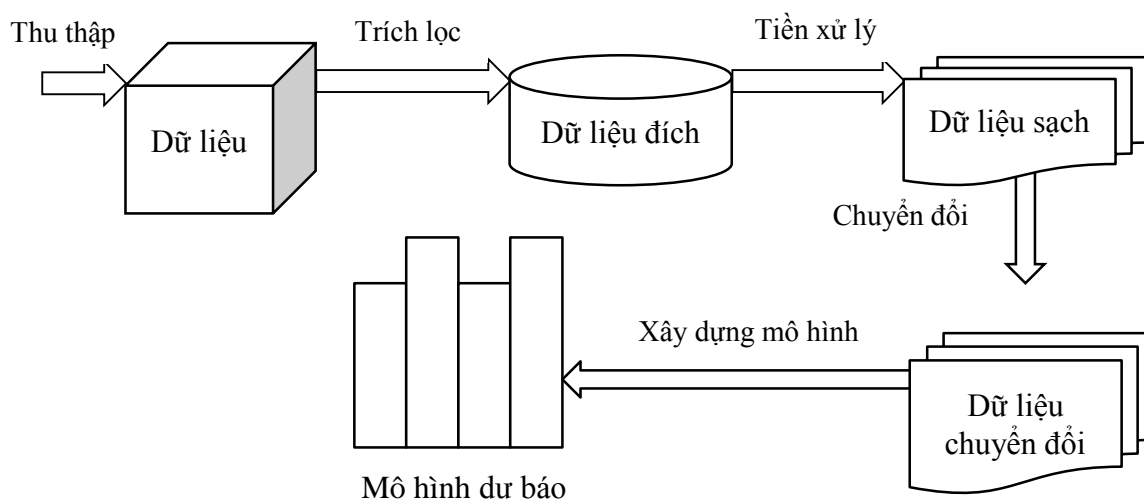 Thu thập
Trích lọc
Tiền xử lý
Dữ liệu
Dữ liệu đích
Dữ liệu sạch
Chuyển đổi
Xây dựng mô hình
Dữ liệu
chuyển đổi
Mô hình dư báo